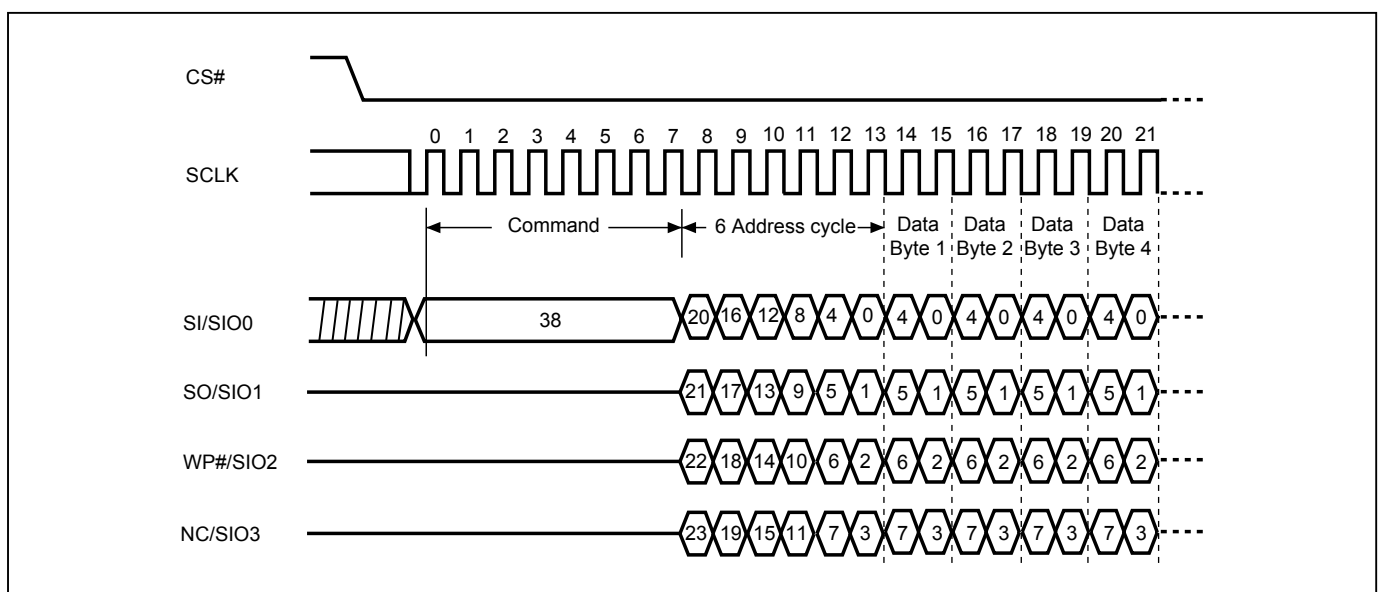 CS#
0 1 2 3 4 5 6 7 8 9 10 11 12 13 14 15 16 17 18 19 20 21
SCLK
Command
6 Address cycle
Data Byte 1
Data Byte 2
Data Byte 3
Data Byte 4
SI/SIO0
38
20 16 12 8 4 0 4 0 4 0 4 0 4 0
SO/SIO1
21 17 13 9 5 1 5 1 5 1 5 1 5 1
WP#/SIO2
22 18 14 10 6 2 6 2 6 2 6 2 6 2
NC/SIO3
23 19 15 11 7 3 7 3 7 3 7 3 7 3